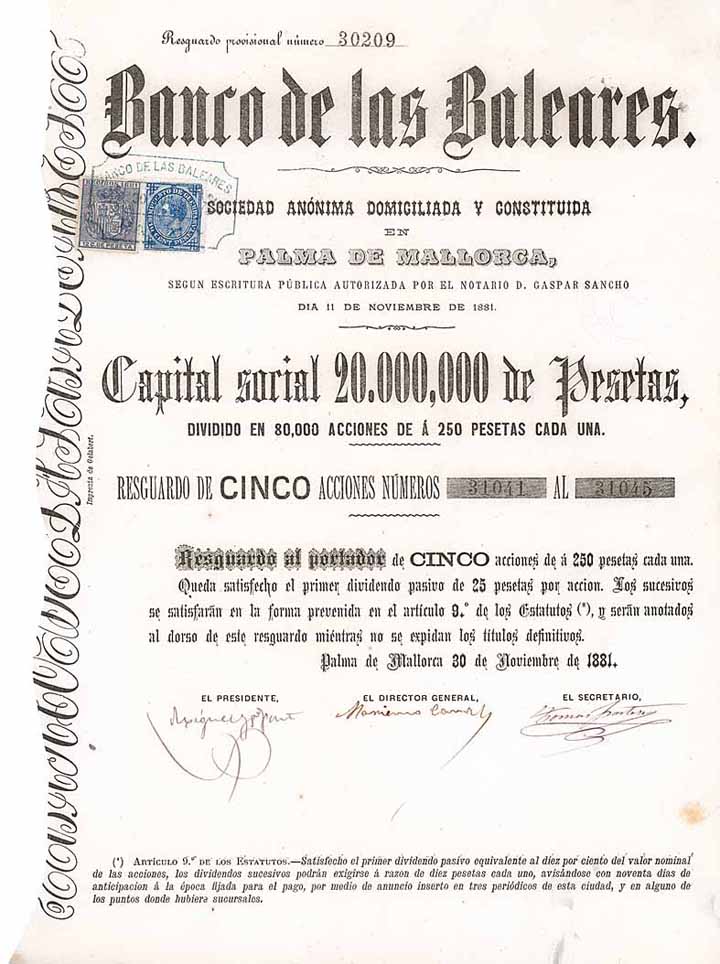 Resguardo provisional número 30209
Banco de las Baleares.
BANCO DE LAS BALEARES
SOCIEDAD ANÓNIMA DOMICILIADA Y CONSTITUIDA
EN
PALMA DE MALLORCA,
SEGUN ESCRITURA PÚBLICA AUTORIZADA POR EL NOTARIO D. GASPAR SANCHO
DIA 11 DE NOVIEMBRE DE 1881.
Capital social 20.000,000 de Pesetas,
DIVIDIDO EN 80,000 ACCIONES DE Á 250 PESETAS CADA UNA.
Imprenta de Gelabert.
RESGUARDO DE CINCO ACCIONES NÚMEROS 31041 AL 31045
Resguardo al portador de CINCO acciones de á 250 pesetas cada una.
Queda satisfecho el primer dividendo pasivo de 25 pesetas por accion. Los sucesivos
se satisfarán en la forma prevenida en el artículo 9.º de los Estatutos (*), y serán anotados
al dorso de este resguardo miéntras no se expidan los títulos definitivos.
Palma de Mallorca 30 de Noviembre de 1881.
EL PRESIDENTE,
EL DIRECTOR GENERAL,
EL SECRETARIO,
(*) ARTÍCULO 9.º DE LOS ESTATUTOS.—Satisfecho el primer dividendo pasivo equivalente al diez por ciento del valor nominal
de las acciones, los dividendos sucesivos podrán exigirse á razon de diez pesetas cada uno, avisándose con noventa dias de
anticipacion á la época fijada para el pago, por medio de anuncio inserto en tres periódicos de esta ciudad, y en alguno de
los puntos donde hubiere sucursales.